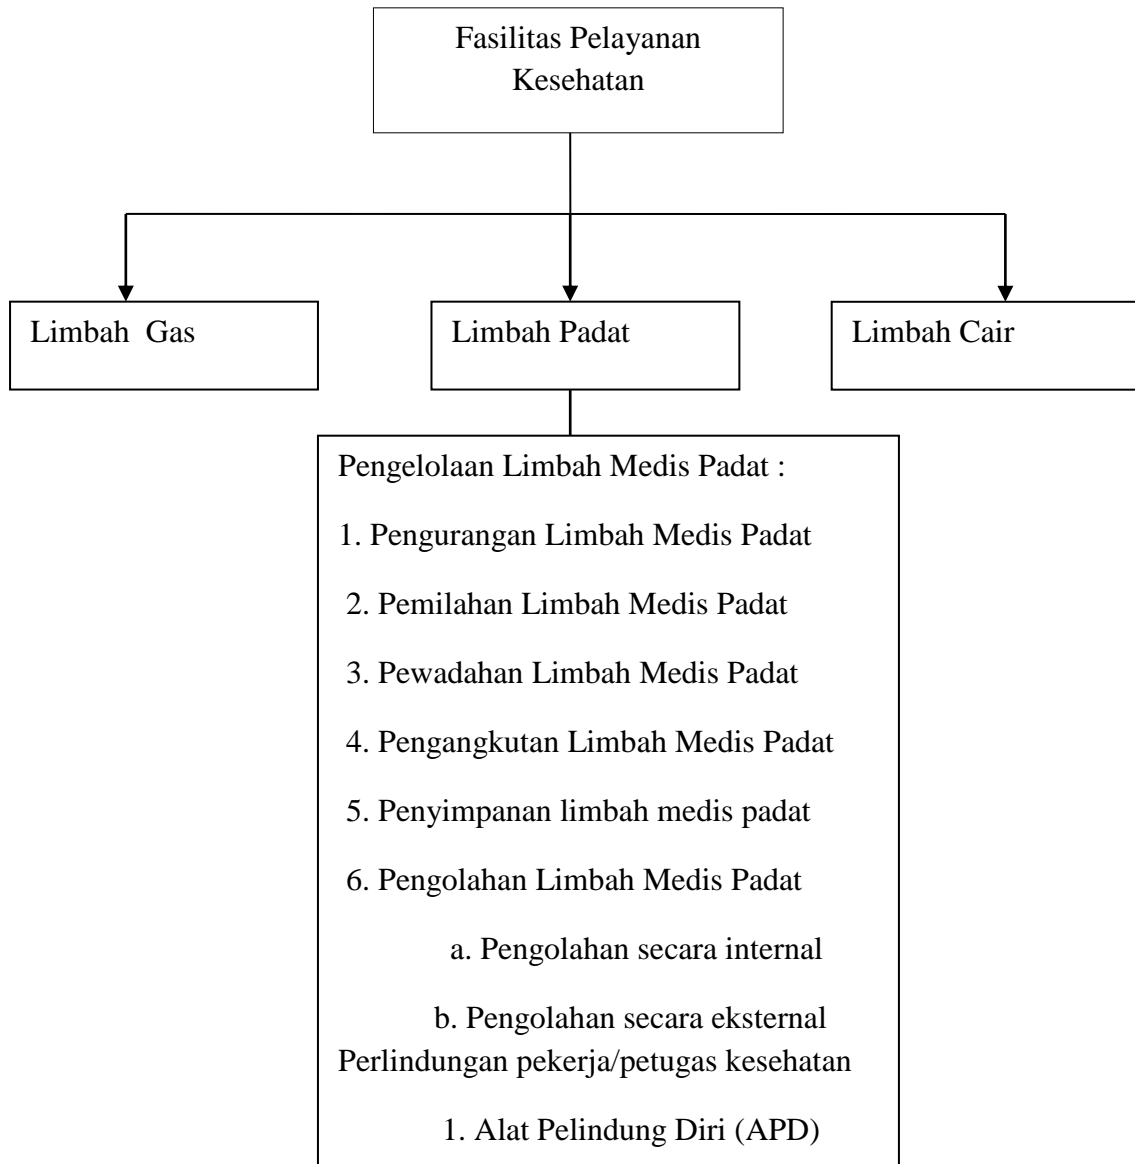 Fasilitas Pelayanan
Kesehatan
Limbah  Gas
Limbah Padat
Limbah Cair
Pengelolaan Limbah Medis Padat :
1. Pengurangan Limbah Medis Padat
2. Pemilahan Limbah Medis Padat
3. Pewadahan Limbah Medis Padat
4. Pengangkutan Limbah Medis Padat
5. Penyimpanan limbah medis padat
6. Pengolahan Limbah Medis Padat
a. Pengolahan secara internal
b. Pengolahan secara eksternal
Perlindungan pekerja/petugas kesehatan
1. Alat Pelindung Diri (APD)